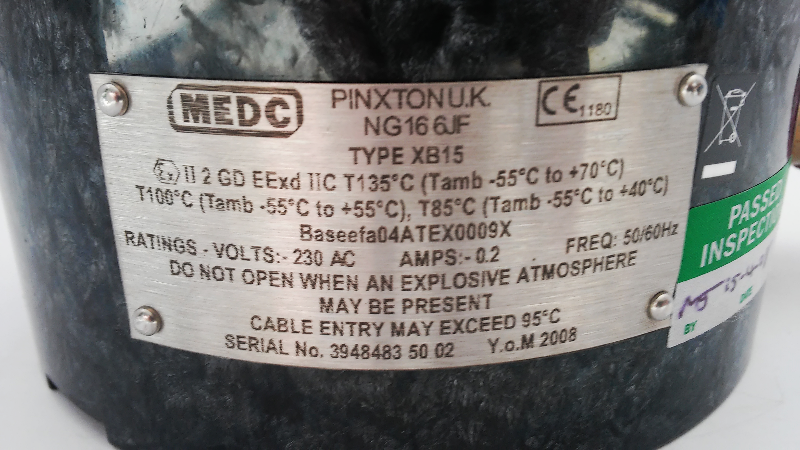 MEDC
PINXTON U.K.
NG16 6JF
CE 1180
TYPE XB15
Ex II 2 GD EExd IIC T135°C (Tamb -55°C to +70°C)
T100°C (Tamb -55°C to +55°C), T85°C (Tamb -55°C to +40°C)
Baseefa04ATEX0009X
RATINGS - VOLTS:- 230 AC AMPS:- 0.2 FREQ: 50/60Hz
DO NOT OPEN WHEN AN EXPLOSIVE ATMOSPHERE
MAY BE PRESENT
CABLE ENTRY MAY EXCEED 95°C
SERIAL No. 3948483 50 02 Y.o.M 2008
PASSED
BY